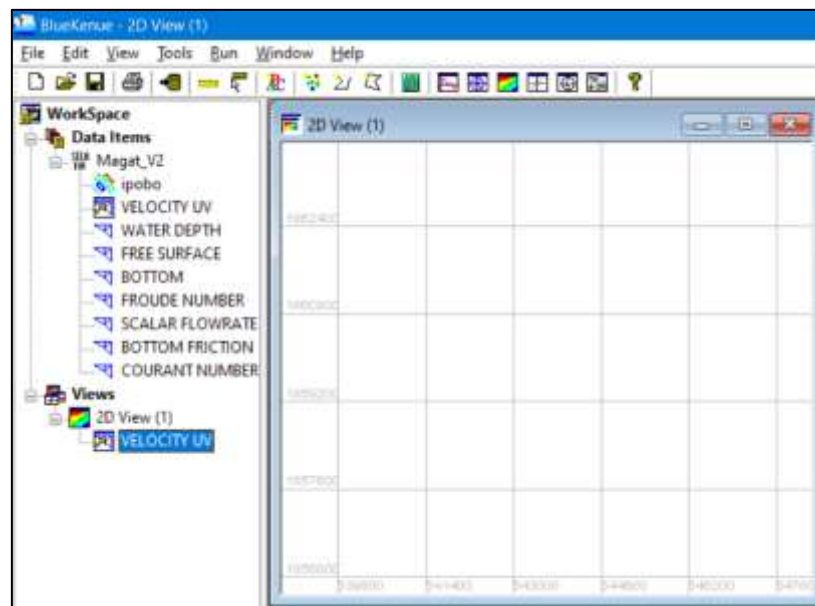 BlueKenue - 2D View (1)
File Edit View Tools Run Window Help
WorkSpace
Data Items
Magat_V2
ipobo
VELOCITY UV
WATER DEPTH
FREE SURFACE
BOTTOM
FROUDE NUMBER
SCALAR FLOWRATE
BOTTOM FRICTION
COURANT NUMBER
Views
2D View (1)
VELOCITY UV
2D View (1)